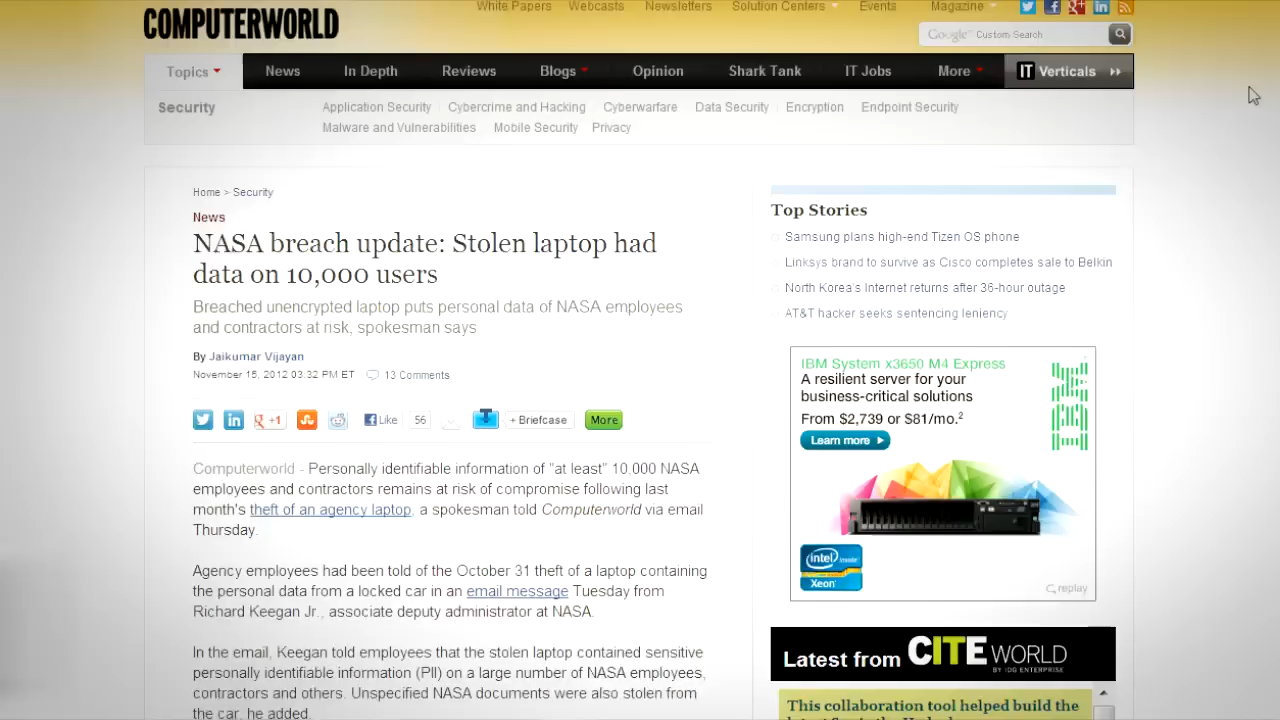 White Papers Webcasts Newsletters Solution Centers Events Magazine
COMPUTERWORLD
Google Custom Search
Topics News In Depth Reviews Blogs Opinion Shark Tank IT Jobs More IT Verticals
Security Application Security Cybercrime and Hacking Cyberwarfare Data Security Encryption Endpoint Security
Malware and Vulnerabilities Mobile Security Privacy
Home > Security
News
NASA breach update: Stolen laptop had
data on 10,000 users
Breached unencrypted laptop puts personal data of NASA employees
and contractors at risk, spokesman says
By Jaikumar Vijayan
November 15, 2012 03:32 PM ET 13 Comments
+1 Like 56 + Briefcase More
Computerworld - Personally identifiable information of "at least" 10.000 NASA
employees and contractors remains at risk of compromise following last
month's theft of an agency laptop, a spokesman told Computerworld via email
Thursday.
Agency employees had been told of the October 31 theft of a laptop containing
the personal data from a locked car in an email message Tuesday from
Richard Keegan Jr., associate deputy administrator at NASA.
In the email, Keegan told employees that the stolen laptop contained sensitive
personally identifiable information (PII) on a large number of NASA employees,
contractors and others. Unspecified NASA documents were also stolen from
the car, he added.
Top Stories
Samsung plans high-end Tizen OS phone
Linksys brand to survive as Cisco completes sale to Belkin
North Korea's Internet returns after 36-hour outage
AT&T hacker seeks sentencing leniency
IBM System x3650 M4 Express
A resilient server for your
business-critical solutions
From $2,739 or $81/mo.²
Learn more
IBM
intel inside
Xeon
replay
Latest from CITE WORLD
BY IDG ENTERPRISE
This collaboration tool helped build the